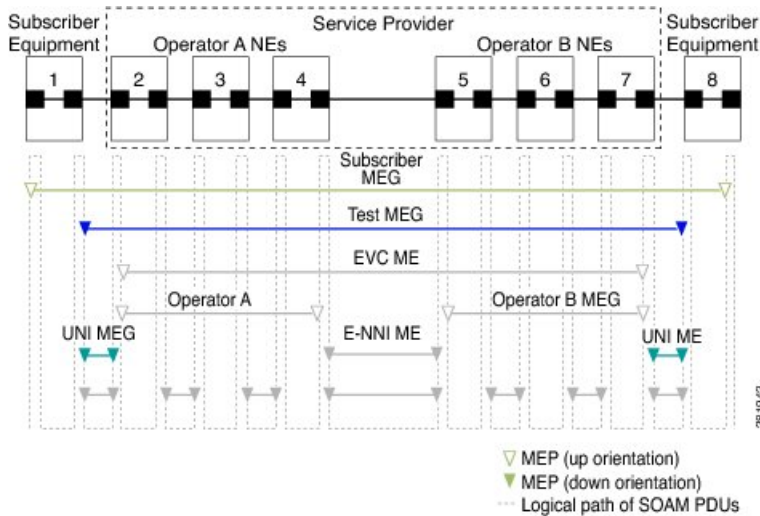 Subscriber
Equipment
Service Provider
Operator A NEs
Operator B NEs
Subscriber
Equipment
1
2
3
4
5
6
7
8
Subscriber
MEG
Test MEG
EVC ME
Operator A
Operator B MEG
UNI MEG
E-NNI ME
UNI ME
MEP (up orientation)
MEP (down orientation)
Logical path of SOAM PDUs